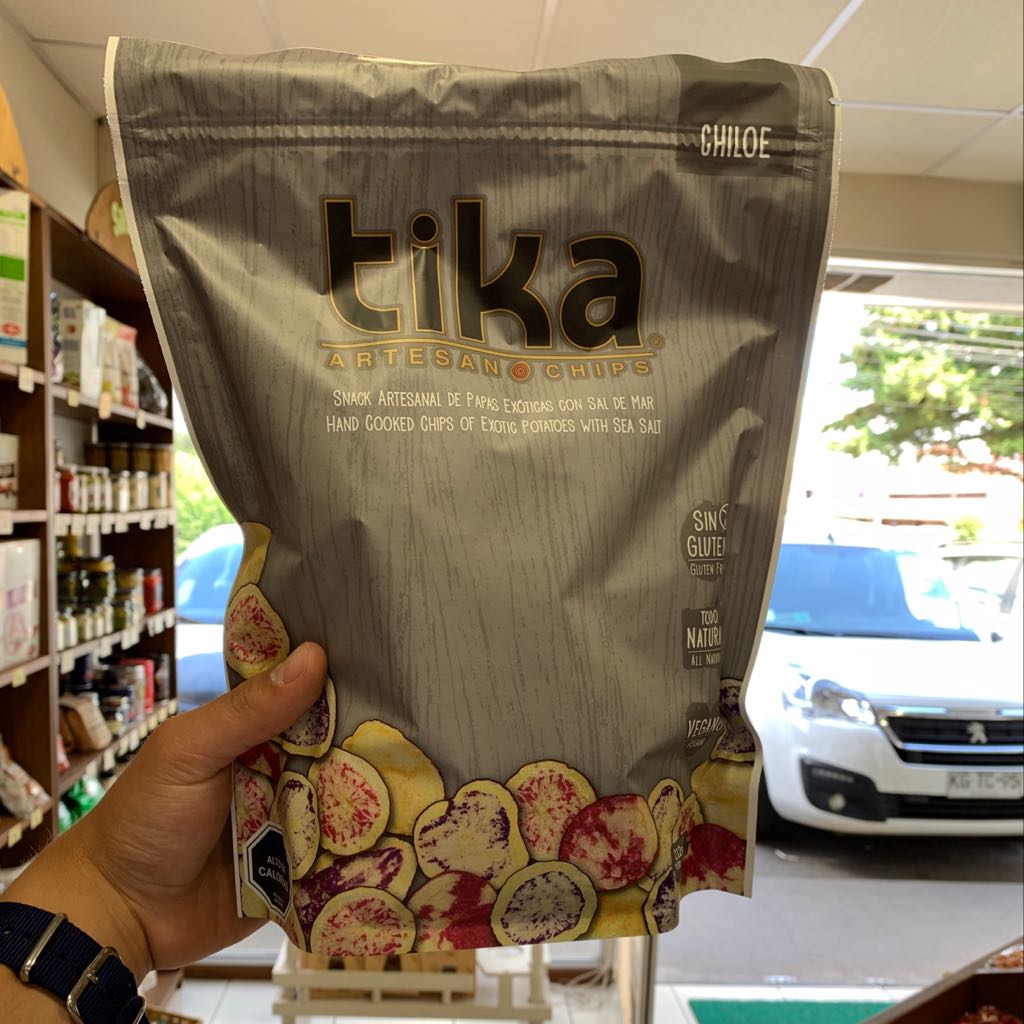 CHILOE
tika®
ARTESAN CHIPS
SNACK ARTESANAL DE PAPAS EXÓTICAS CON SAL DE MAR
HAND COOKED CHIPS OF EXOTIC POTATOES WITH SEA SALT
SIN
GLUTEN
GLUTEN FREE
TODO
NATURAL
ALL NATURAL
VEGANO
VEGAN
ALTO EN
CALORÍAS